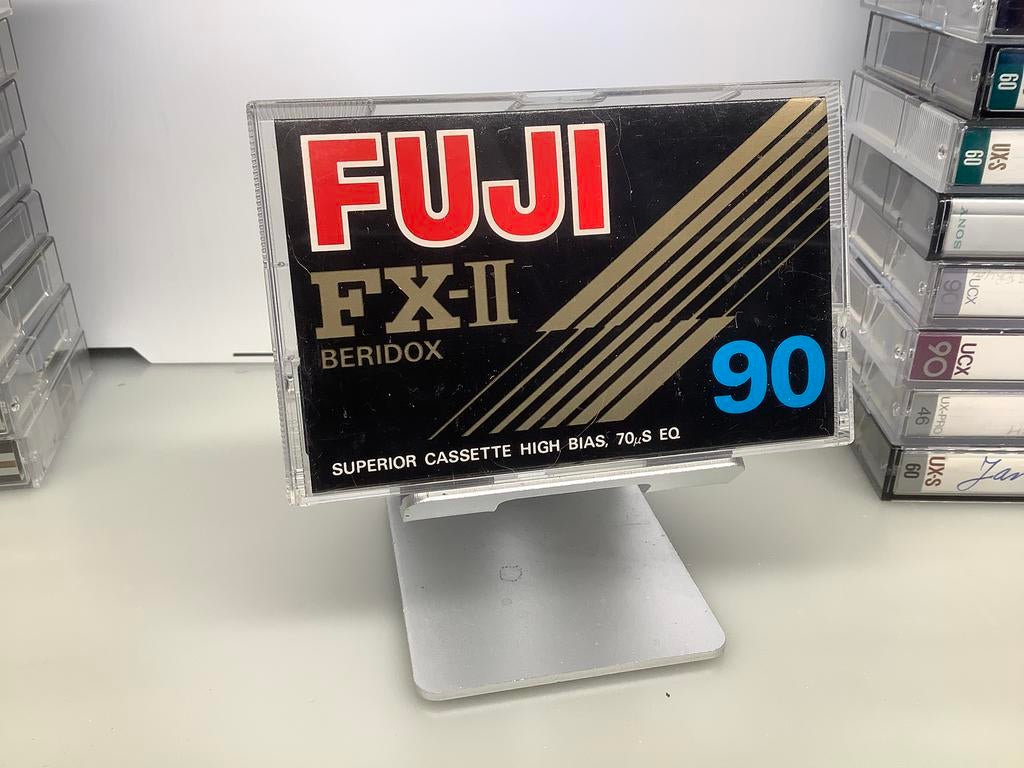 FUJI
FX-II
BERIDOX
90
SUPERIOR CASSETTE HIGH BIAS, 70μS EQ
60
60 UX-S
SONY
90 UCX
90 UCX
46 UX-PRO
60 UX-S